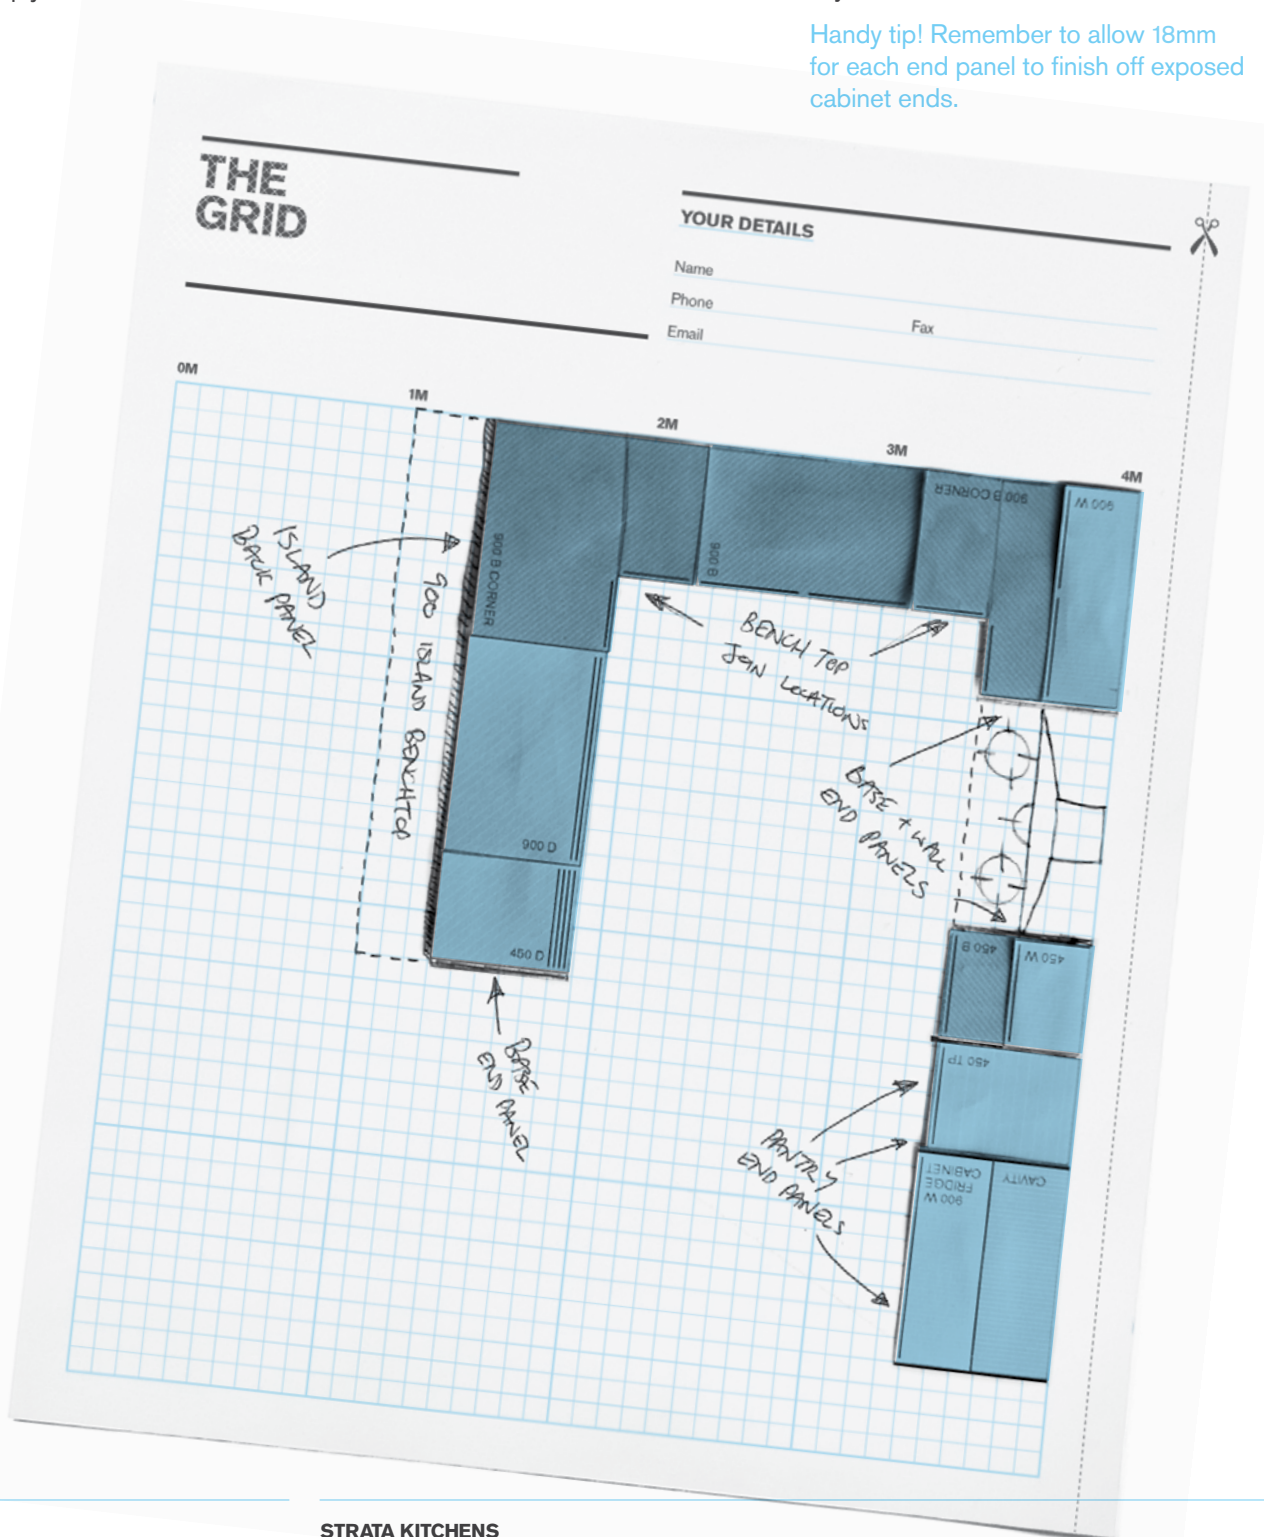 Handy tip! Remember to allow 18mm
for each end panel to finish off exposed
cabinet ends.
THE
GRID
YOUR DETAILS
Name
Phone
Fax
Email
0M
1M
2M
3M
4M
900 B CORNER
900 B
900 B CORNER
900 W
ISLAND
BACK PANEL
900 ISLAND BENCHTOP
BENCH TOP
JOIN LOCATIONS
BASE + WALL
END PANELS
900 D
450 D
450 B
450 W
450 TP
BASE
END PANEL
PANTRY
END PANELS
900 W
FRIDGE
CABINET
CAVITY
STRATA KITCHENS